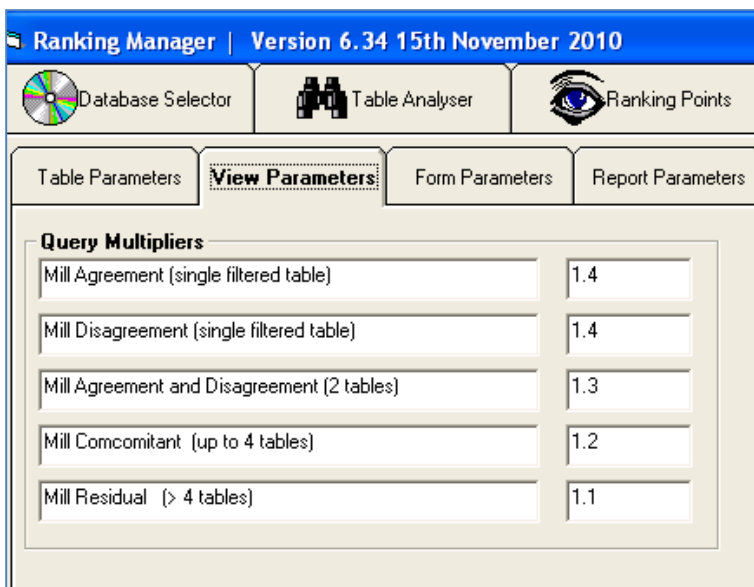 Ranking Manager | Version 6.34 15th November 2010
Database Selector Table Analyser Ranking Points
Table Parameters View Parameters Form Parameters Report Parameters
Query Multipliers
Mill Agreement (single filtered table) 1.4
Mill Disagreement (single filtered table) 1.4
Mill Agreement and Disagreement (2 tables) 1.3
Mill Comcomitant (up to 4 tables) 1.2
Mill Residual (> 4 tables) 1.1